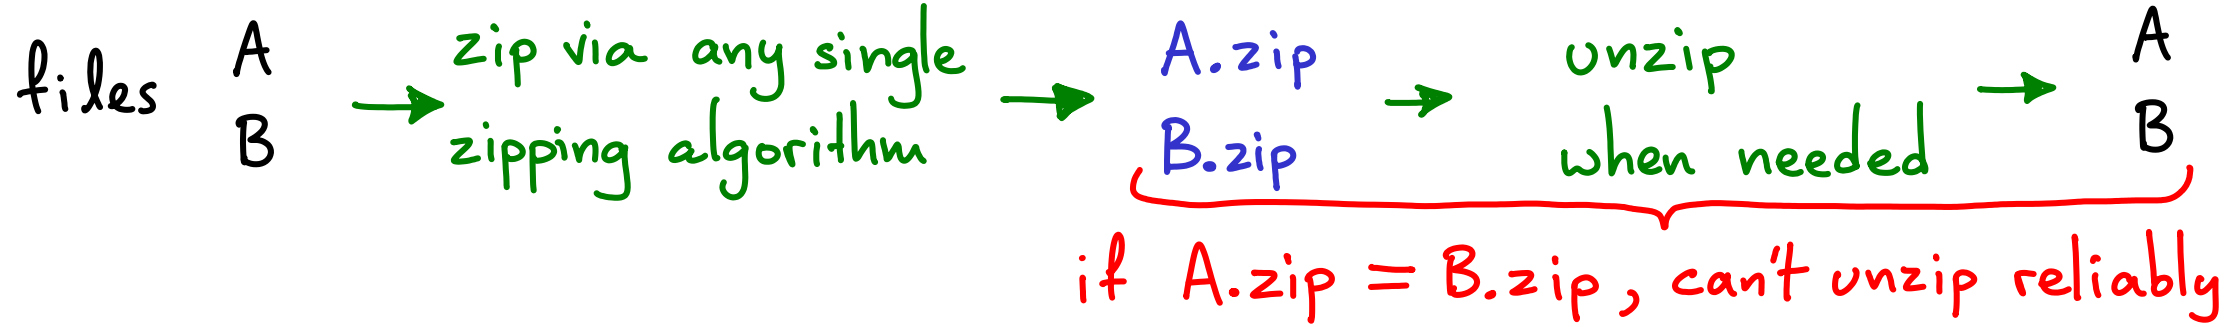 files A → zip via any single → A.zip → unzip → A
B zipping algorithm B.zip when needed B
if A.zip = B.zip, can't unzip reliably